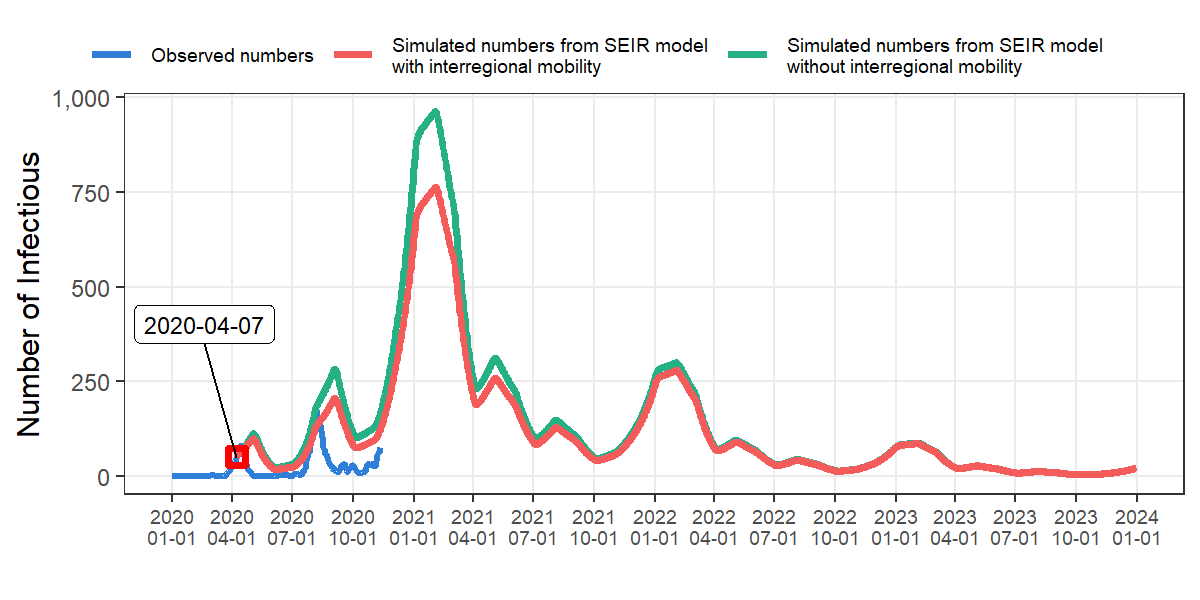 Observed numbers
Simulated numbers from SEIR model
with interregional mobility
Simulated numbers from SEIR model
without interregional mobility
Number of Infectious
1,000
750
500
250
0
2020-04-07
2020 2020 2020 2020 2021 2021 2021 2021 2022 2022 2022 2022 2023 2023 2023 2023 2024
01-01 04-01 07-01 10-01 01-01 04-01 07-01 10-01 01-01 04-01 07-01 10-01 01-01 04-01 07-01 10-01 01-01